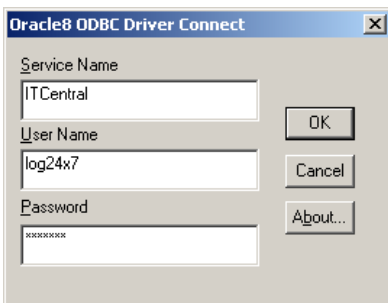 Oracle8 ODBC Driver Connect
Service Name
ITCentral
User Name
log24x7
Password
*******
OK
Cancel
About...